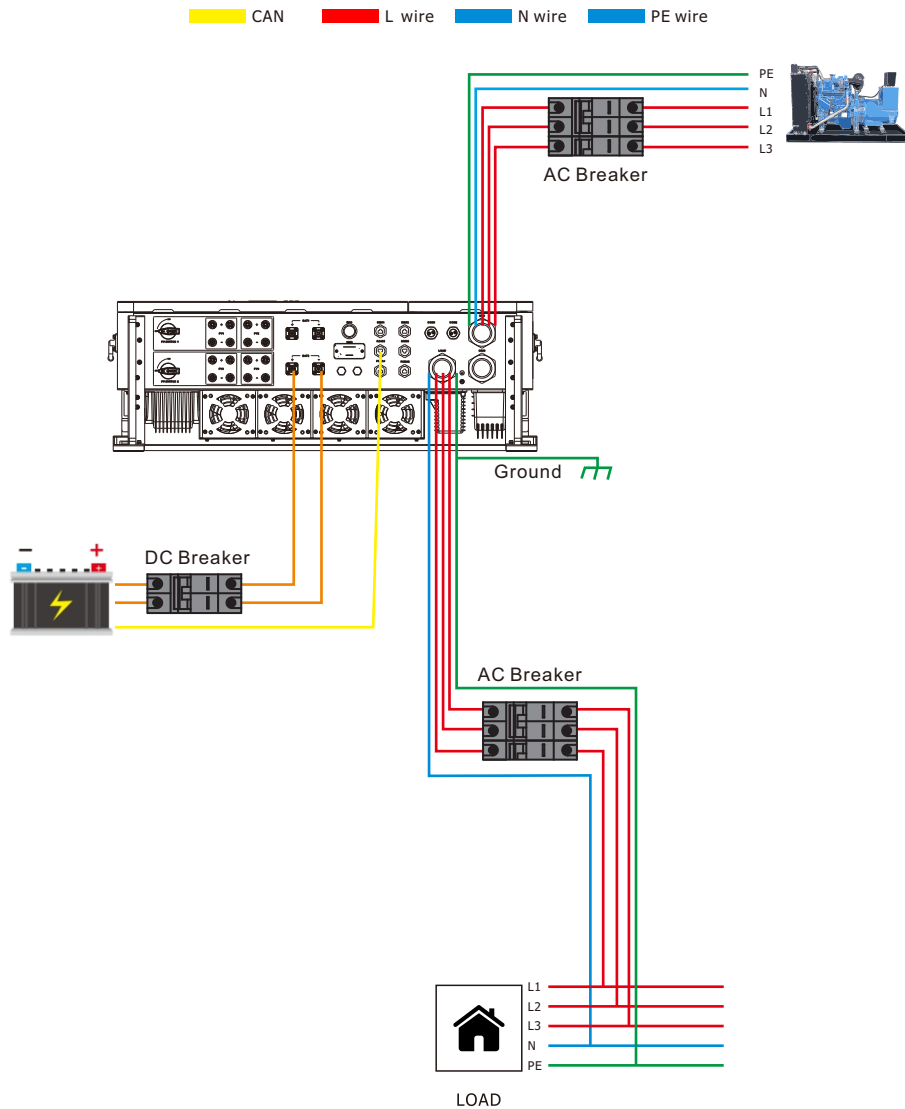 CAN L wire N wire PE wire
PE
N
L1
L2
L3
AC Breaker
Ground
DC Breaker
− +
AC Breaker
L1
L2
L3
N
PE
LOAD